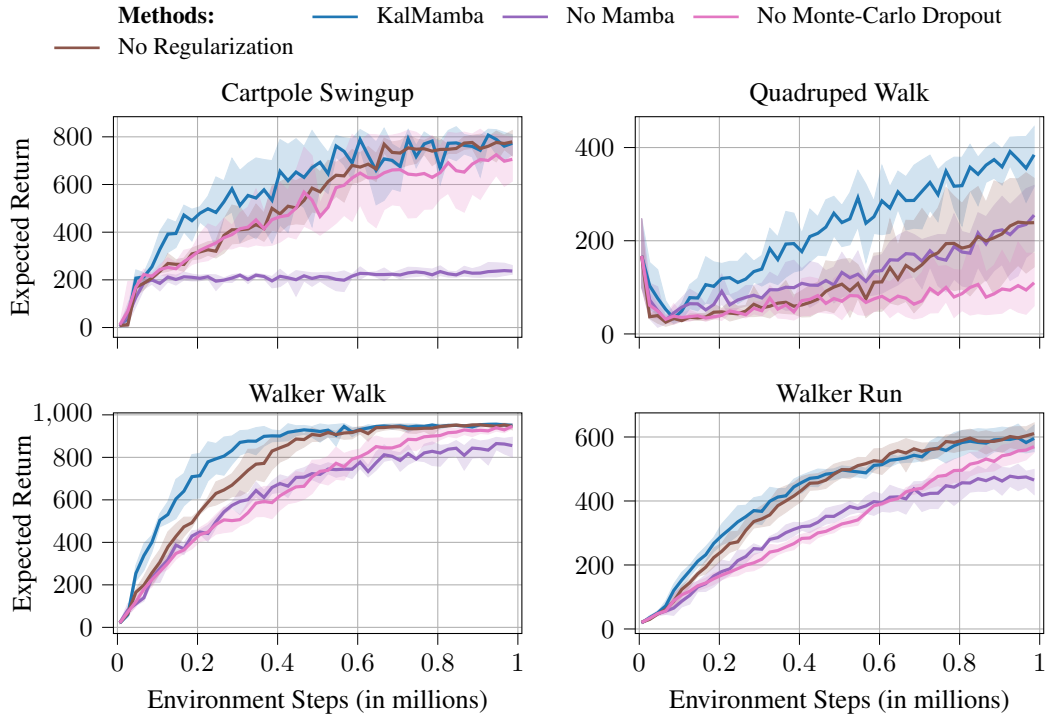 Methods: KalMamba No Mamba No Monte-Carlo Dropout
No Regularization
Cartpole Swingup
Expected Return
800
600
400
200
0
Quadruped Walk
400
200
0
Walker Walk
Expected Return
1,000
800
600
400
200
0
0 0.2 0.4 0.6 0.8 1
Environment Steps (in millions)
Walker Run
600
400
200
0
0 0.2 0.4 0.6 0.8 1
Environment Steps (in millions)